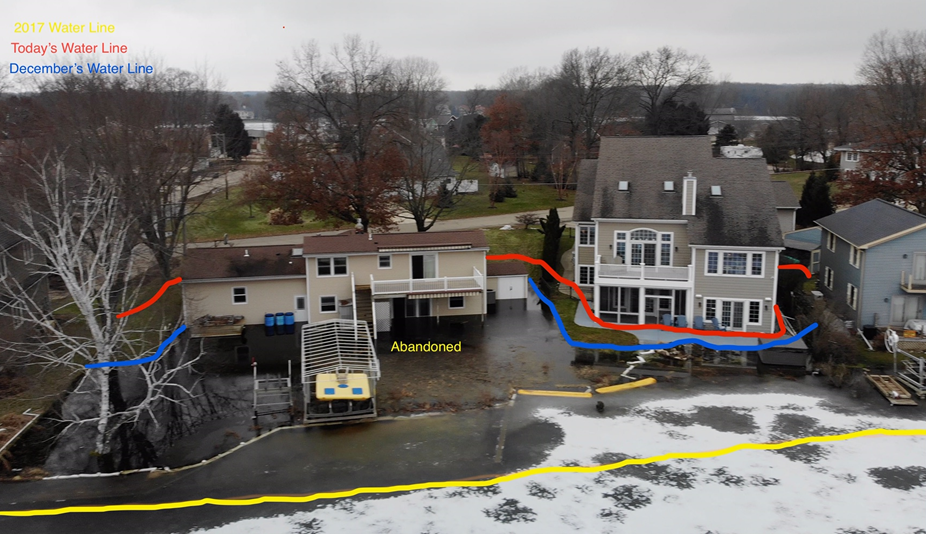 2017 Water Line
Today's Water Line
December's Water Line
Abandoned